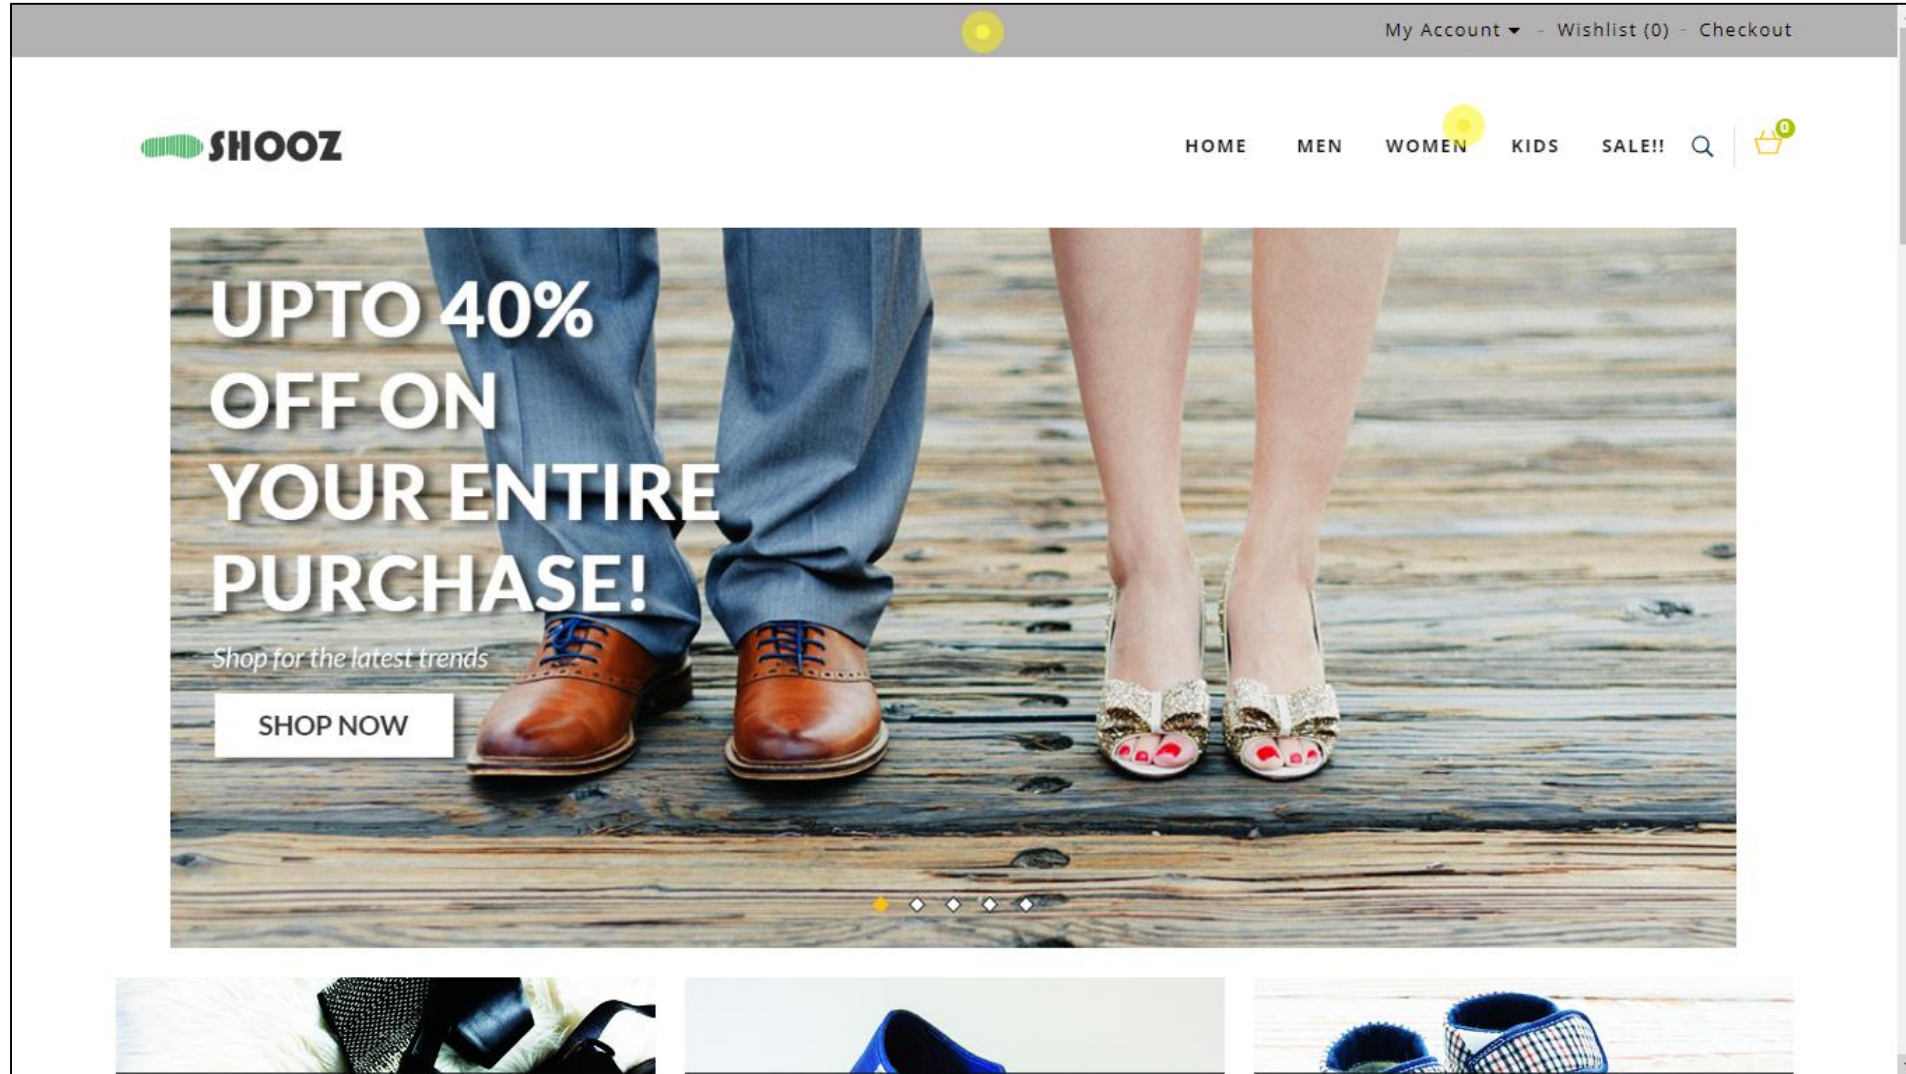 My Account - Wishlist (0) - Checkout
SHOOZ
HOME MEN WOMEN KIDS SALE!! 0
UPTO 40%
OFF ON
YOUR ENTIRE
PURCHASE!
Shop for the latest trends
SHOP NOW